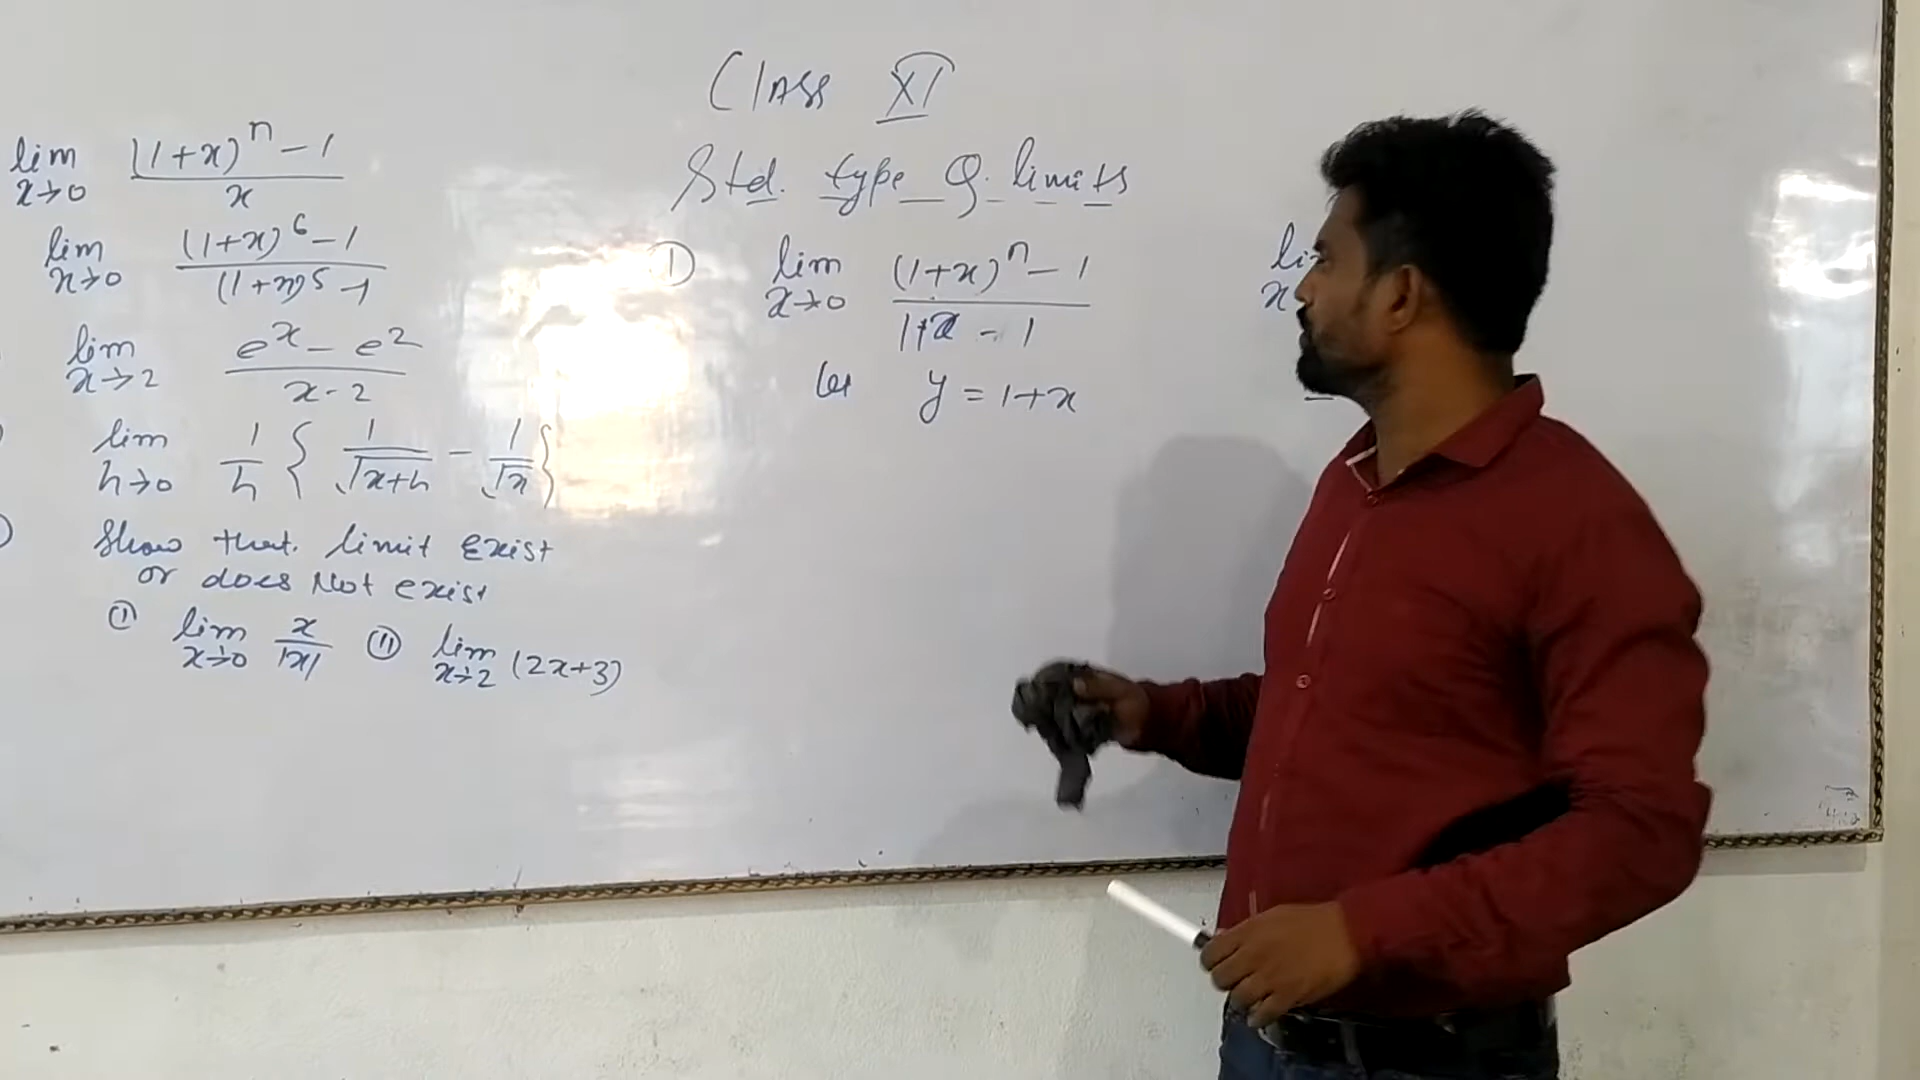 Class XI
Std. type Q. limits
lim x→0 ((1+x)^n - 1)/x
lim x→0 ((1+x)^6 - 1)/((1+x)^5 - 1)
lim x→2 (e^x - e^2)/(x-2)
lim h→0 1/h { 1/√(x+h) - 1/√x }
Show that. limit Exist
or does Not exist
(i) lim x→0 x/|x| (ii) lim x→2 (2x+3)
(1) lim x→0 ((1+x)^n - 1)/(1+x - 1)
let y = 1+x